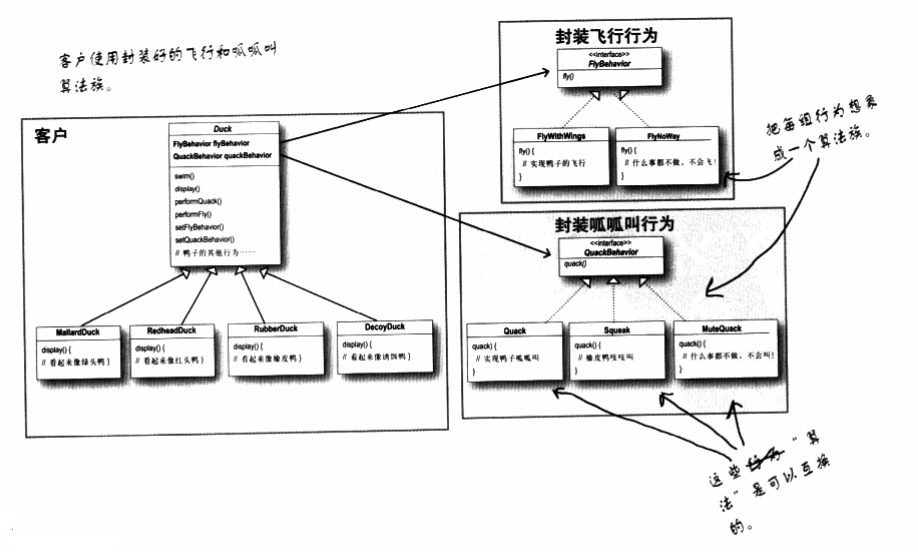 客户使用封装好的飞行和呱呱叫
算法族。
客户
Duck
FlyBehavior flyBehavior
QuackBehavior quackBehavior
swim()
display()
performQuack()
performFly()
setFlyBehavior()
setQuackBehavior()
// 鸭子的其他行为……
MallardDuck
display() {
// 看起来像绿头鸭 }
RedheadDuck
display() {
// 看起来像红头鸭 }
RubberDuck
display() {
// 看起来像橡皮鸭 }
DecoyDuck
display() {
// 看起来像诱饵鸭 }
封装飞行行为
<<interface>>
FlyBehavior
fly()
FlyWithWings
fly() {
// 实现鸭子的飞行
}
FlyNoWay
fly() {
// 什么事都不做，不会飞！
}
把每组行为想象
成一个算法族。
封装呱呱叫行为
<<interface>>
QuackBehavior
quack()
Quack
quack() {
// 实现鸭子呱呱叫
}
Squeak
quack() {
// 橡皮鸭吱吱叫
}
MuteQuack
quack() {
// 什么事都不做，不会叫！
}
这些“算
法”是可以互换
的。